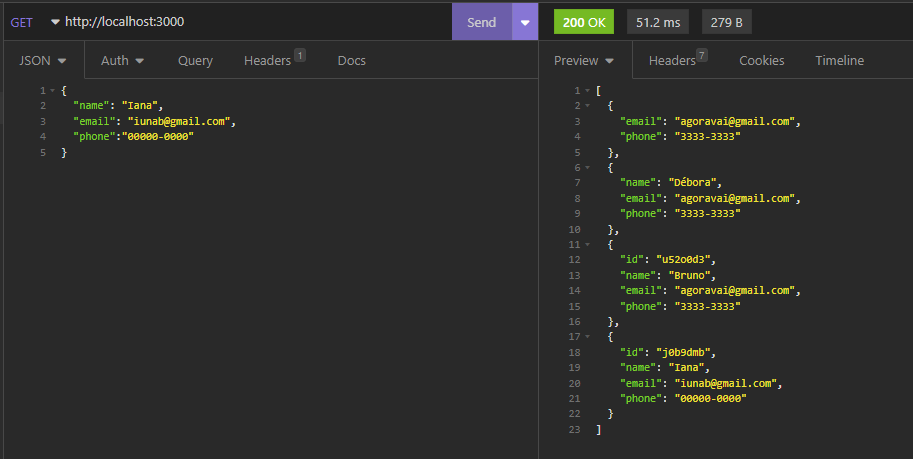 GET http://localhost:3000 Send 200 OK 51.2 ms 279 B
JSON Auth Query Headers 1 Docs Preview Headers 7 Cookies Timeline
1 {
2 "name": "Iana",
3 "email": "iunab@gmail.com",
4 "phone":"00000-0000"
5 }
1 [
2 {
3 "email": "agoravai@gmail.com",
4 "phone": "3333-3333"
5 },
6 {
7 "name": "Débora",
8 "email": "agoravai@gmail.com",
9 "phone": "3333-3333"
10 },
11 {
12 "id": "u52o0d3",
13 "name": "Bruno",
14 "email": "agoravai@gmail.com",
15 "phone": "3333-3333"
16 },
17 {
18 "id": "j0b9dmb",
19 "name": "Iana",
20 "email": "iunab@gmail.com",
21 "phone": "00000-0000"
22 }
23 ]